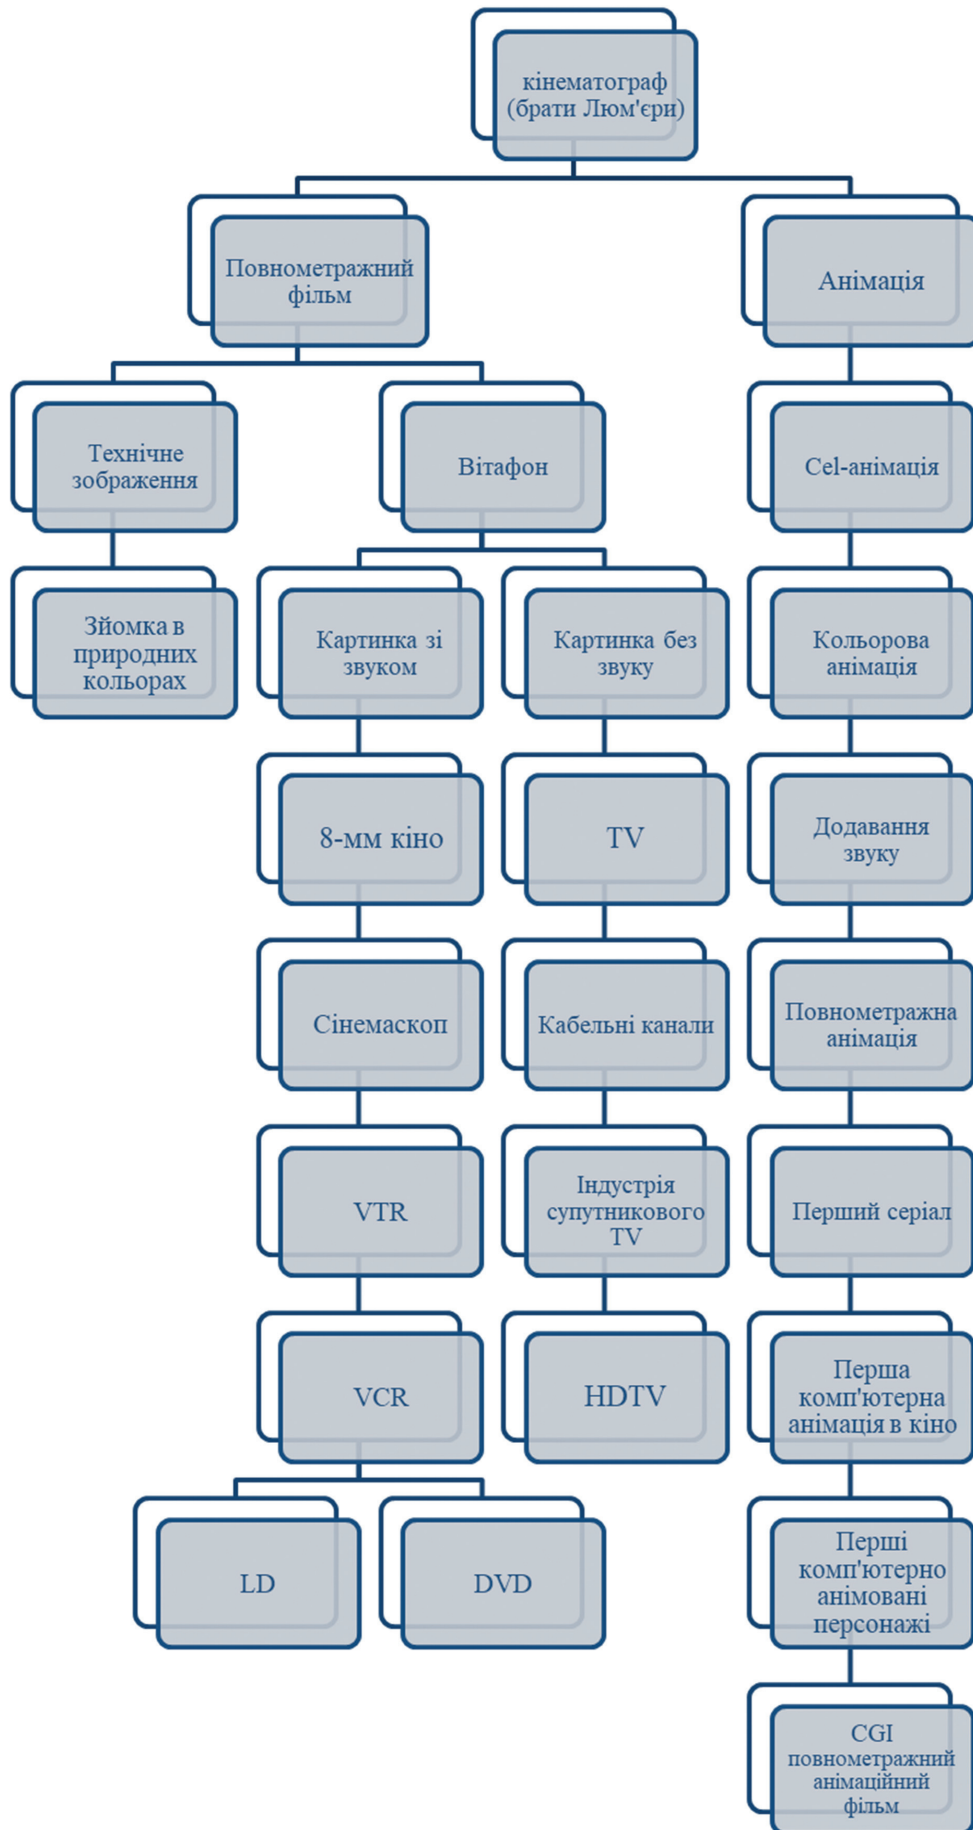 кінематограф
(брати Люм'єри)
Повнометражний
фільм
Анімація
Технічне
зображення
Вітафон
Cel-анімація
Зйомка в
природних
кольорах
Картинка зі
звуком
Картинка без
звуку
Кольорова
анімація
8-мм кіно
TV
Додавання
звуку
Сінемаскоп
Кабельні канали
Повнометражна
анімація
VTR
Індустрія
супутникового
TV
Перший серіал
VCR
HDTV
Перша
комп'ютерна
анімація в кіно
LD
DVD
Перші
комп'ютерно
анімовані
персонажі
CGI
повнометражний
анімаційний
фільм